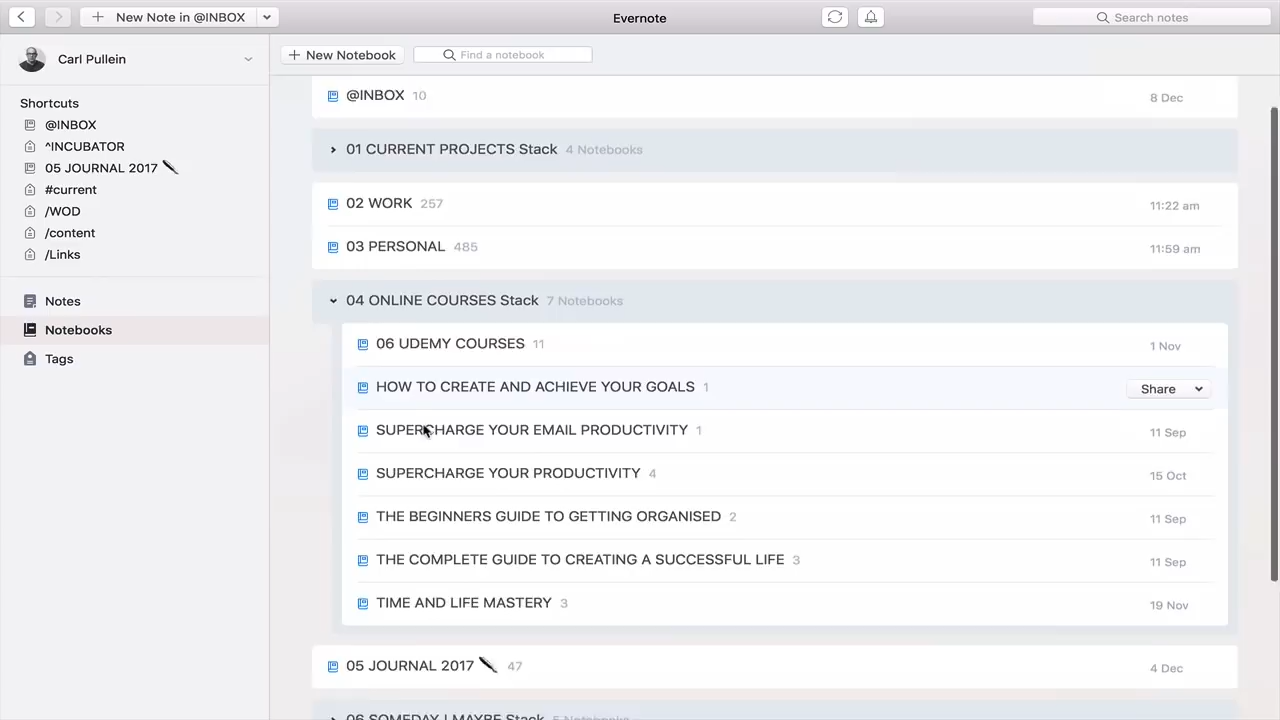 New Note in @INBOX
Evernote
Search notes
Carl Pullein
New Notebook
Find a notebook
Shortcuts
@INBOX
^INCUBATOR
05 JOURNAL 2017
#current
/WOD
/content
/Links
Notes
Notebooks
Tags
@INBOX 10 8 Dec
01 CURRENT PROJECTS Stack 4 Notebooks
02 WORK 257 11:22 am
03 PERSONAL 485 11:59 am
04 ONLINE COURSES Stack 7 Notebooks
06 UDEMY COURSES 11 1 Nov
HOW TO CREATE AND ACHIEVE YOUR GOALS 1 Share
SUPERCHARGE YOUR EMAIL PRODUCTIVITY 1 11 Sep
SUPERCHARGE YOUR PRODUCTIVITY 4 15 Oct
THE BEGINNERS GUIDE TO GETTING ORGANISED 2 11 Sep
THE COMPLETE GUIDE TO CREATING A SUCCESSFUL LIFE 3 11 Sep
TIME AND LIFE MASTERY 3 19 Nov
05 JOURNAL 2017 47 4 Dec
06 SOMEDAY | MAYBE Stack 5 Notebooks